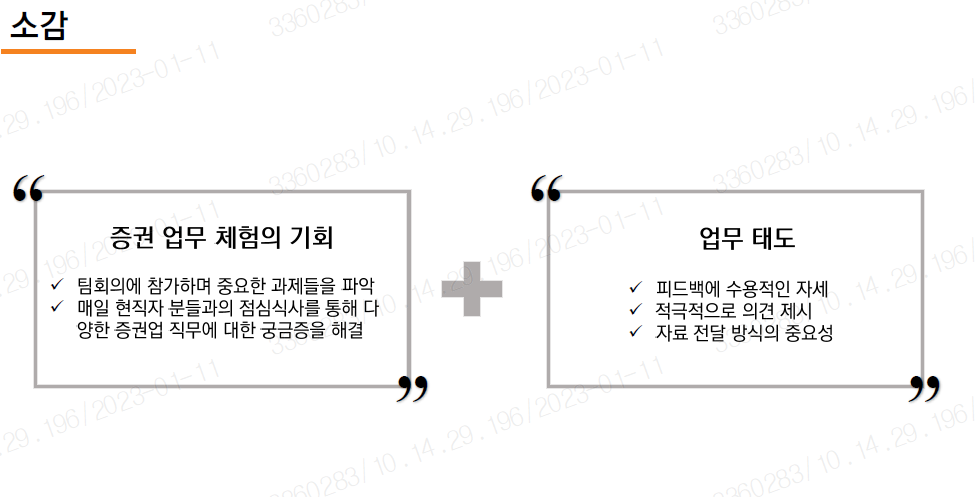 소감
증권 업무 체험의 기회
팀회의에 참가하며 중요한 과제들을 파악
매일 현직자 분들과의 점심식사를 통해 다
양한 증권업 직무에 대한 궁금증을 해결
업무 태도
피드백에 수용적인 자세
적극적으로 의견 제시
자료 전달 방식의 중요성
3360283/10.14.29.196/2023-01-11